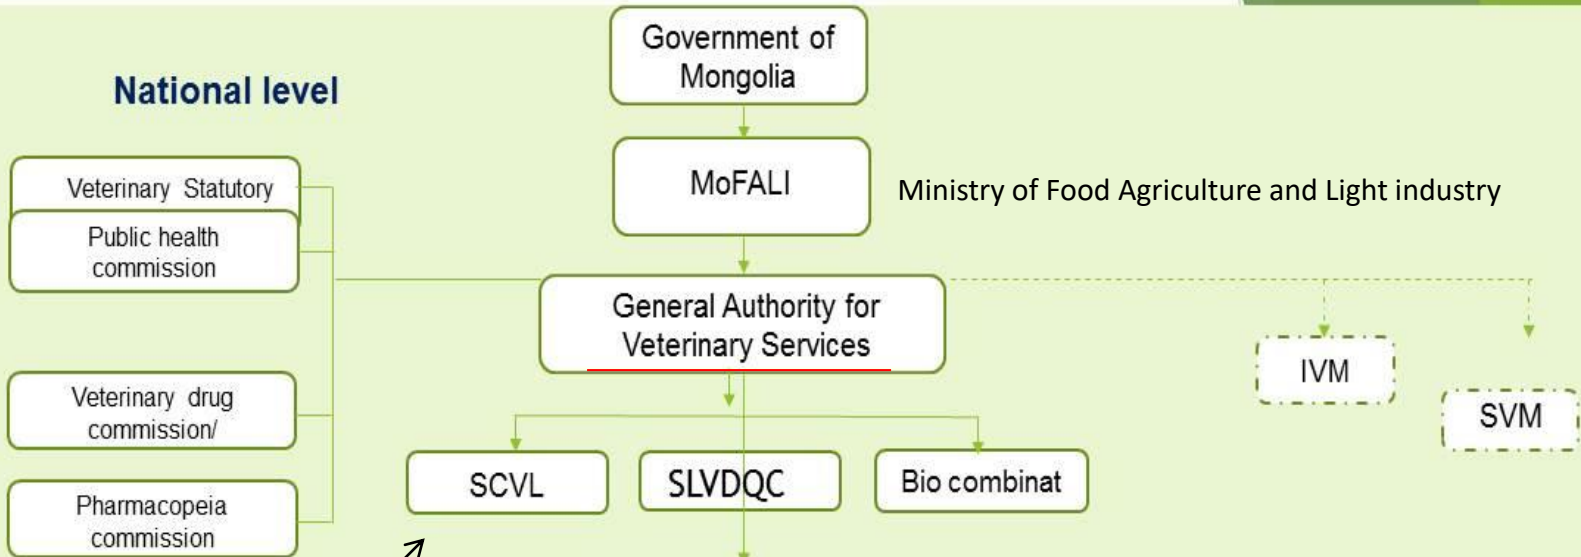 Government of
Mongolia
National level
MoFALI
Ministry of Food Agriculture and Light industry
Veterinary Statutory
Public health
commission
General Authority for
Veterinary Services
IVM
Veterinary drug
commission/
SVM
SCVL
SLVDQC
Bio combinat
Pharmacopeia
commission